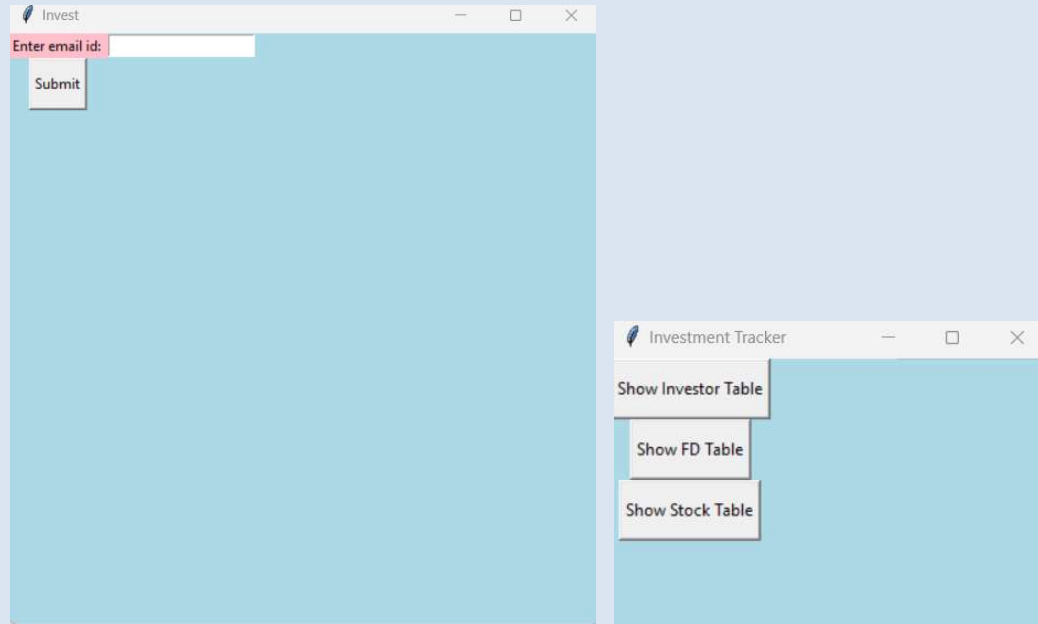 Invest
Enter email id:
Submit
Investment Tracker
Show Investor Table
Show FD Table
Show Stock Table